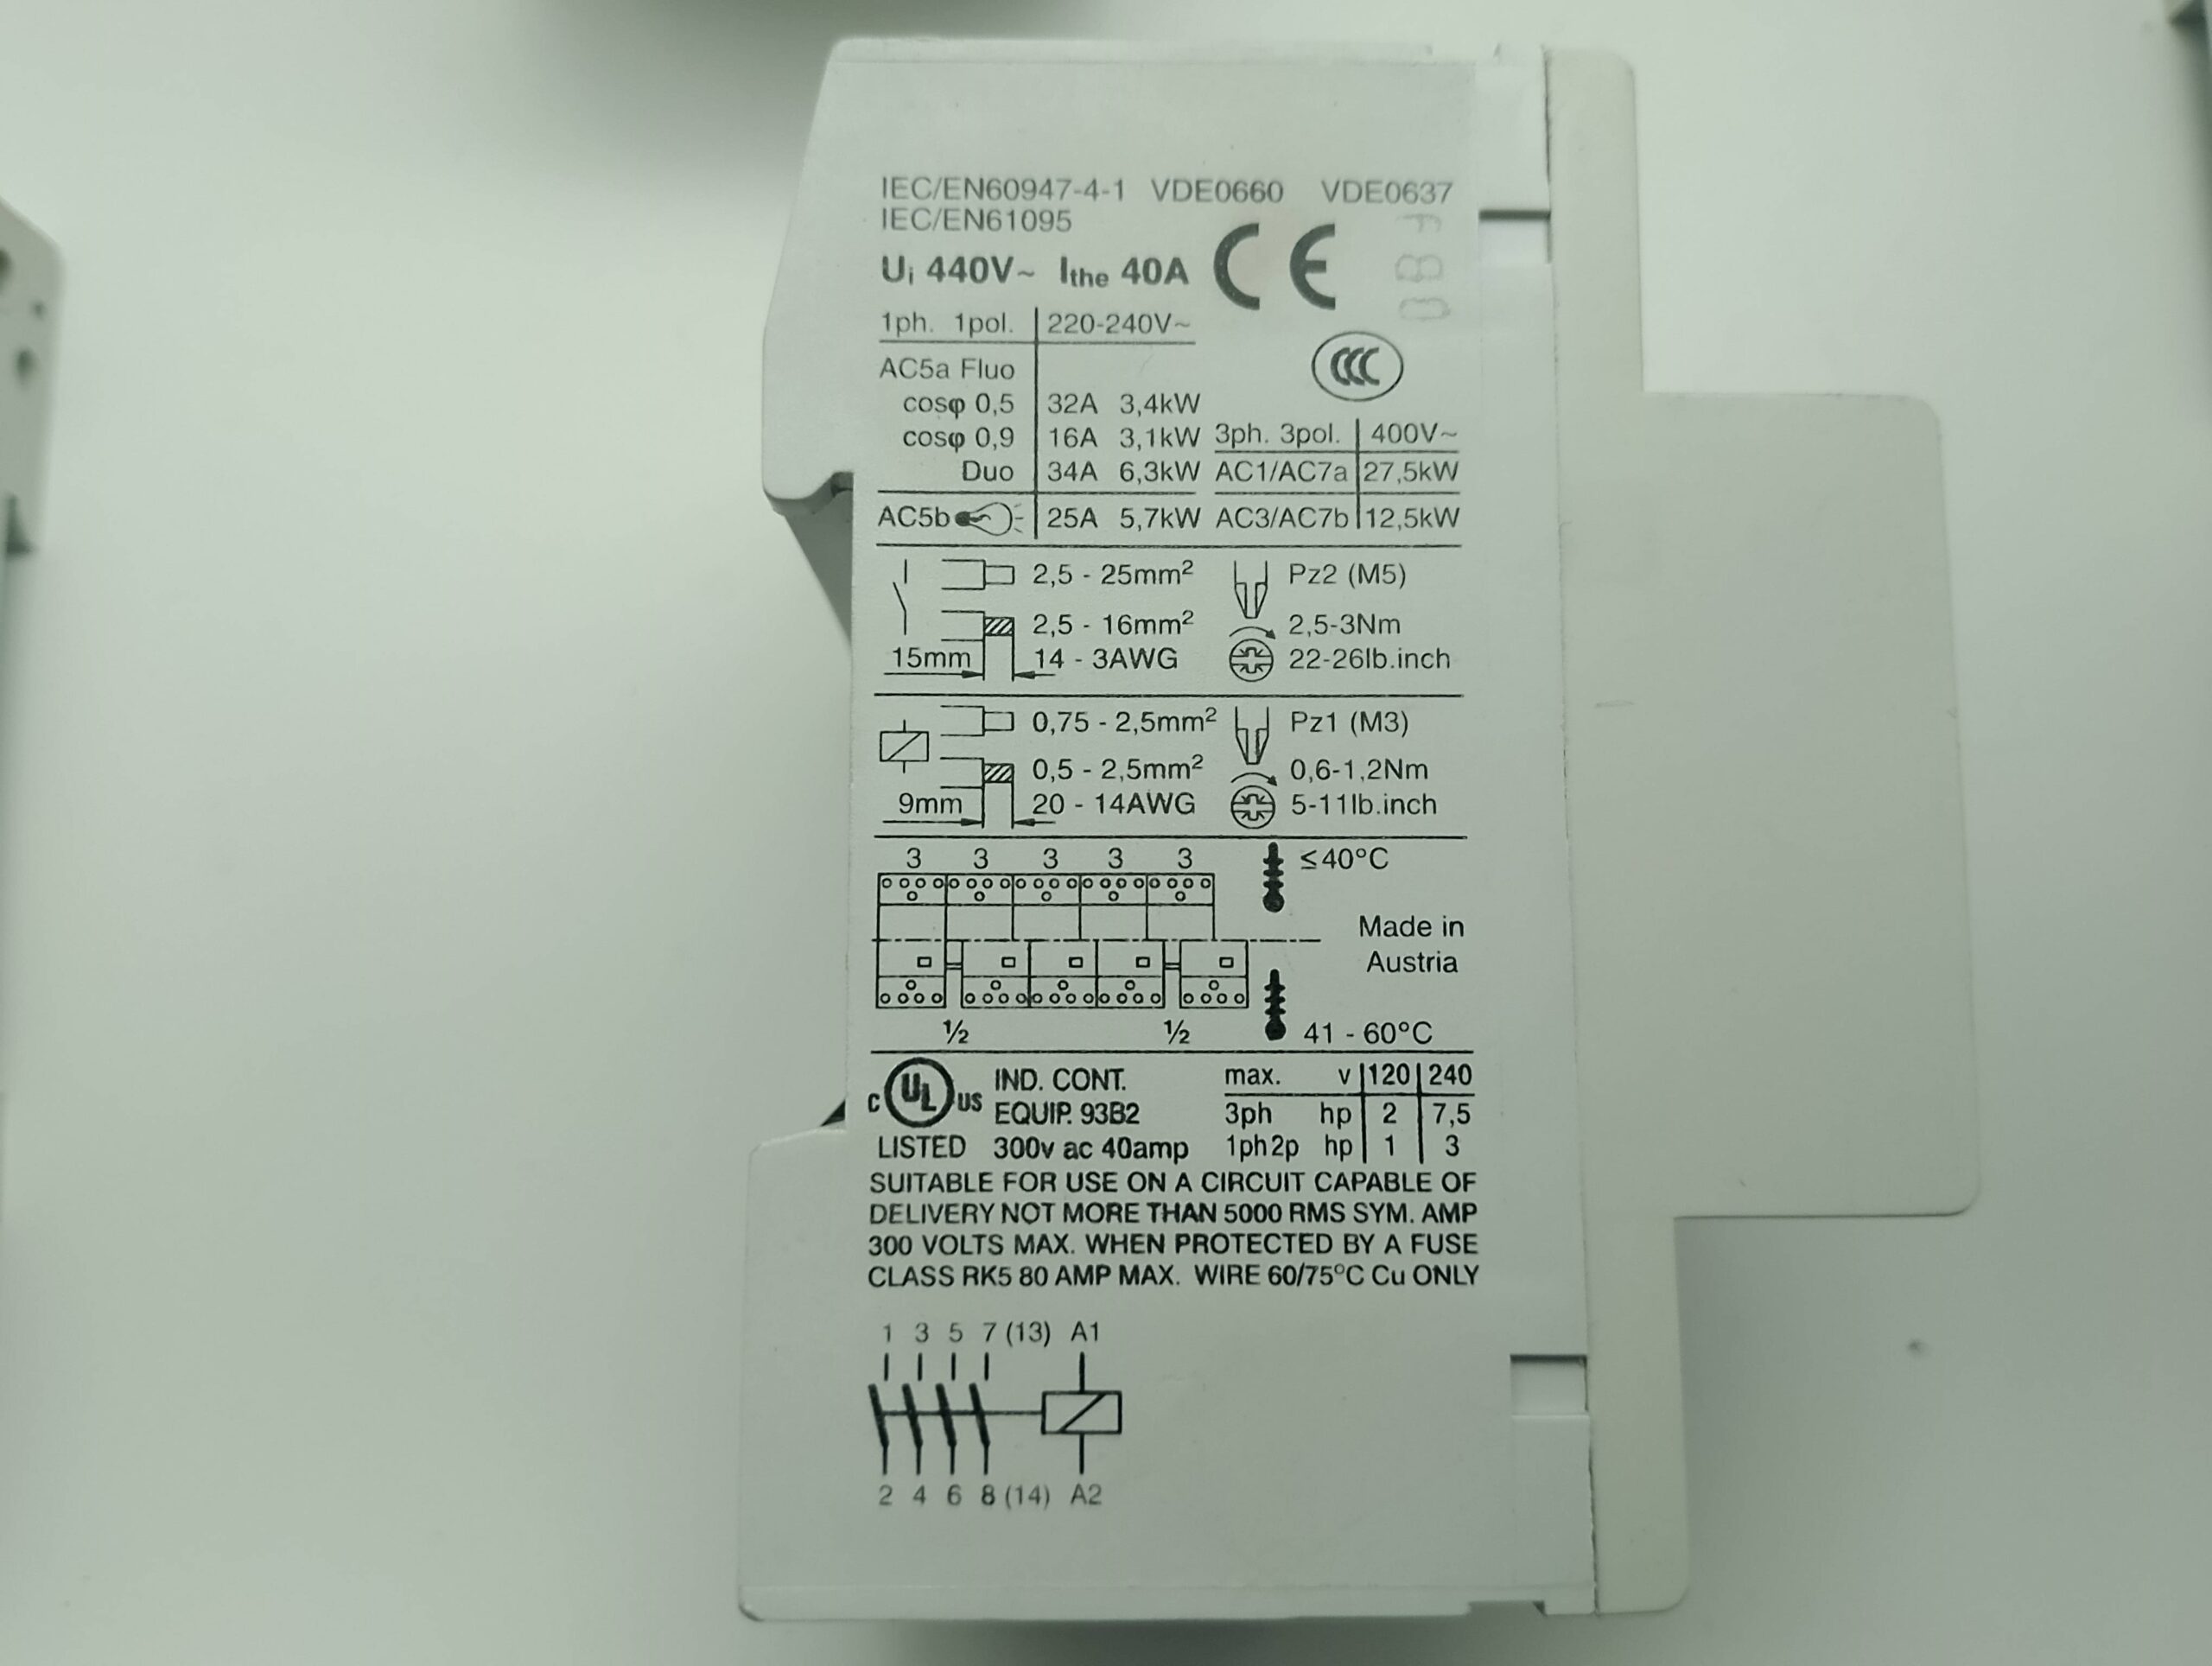 IEC/EN60947-4-1 VDE0660 VDE0637
IEC/EN61095
Ui 440V~ Ithe 40A CE
08F
1ph. 1pol. 220-240V~
CCC
AC5a Fluo
cosφ 0,5 32A 3,4kW
cosφ 0,9 16A 3,1kW 3ph. 3pol. 400V~
Duo 34A 6,3kW AC1/AC7a 27,5kW
AC5b 25A 5,7kW AC3/AC7b 12,5kW
2,5 - 25mm² Pz2 (M5)
2,5 - 16mm² 2,5-3Nm
15mm 14 - 3AWG 22-26lb.inch
0,75 - 2,5mm² Pz1 (M3)
0,5 - 2,5mm² 0,6-1,2Nm
9mm 20 - 14AWG 5-11lb.inch
3 3 3 3 3 ≤40°C
Made in
Austria
½ ½ 41 - 60°C
c UL US IND. CONT. max. v 120 240
EQUIP. 93B2 3ph hp 2 7,5
LISTED 300v ac 40amp 1ph2p hp 1 3
SUITABLE FOR USE ON A CIRCUIT CAPABLE OF
DELIVERY NOT MORE THAN 5000 RMS SYM. AMP
300 VOLTS MAX. WHEN PROTECTED BY A FUSE
CLASS RK5 80 AMP MAX. WIRE 60/75°C Cu ONLY
1 3 5 7 (13) A1
2 4 6 8 (14) A2